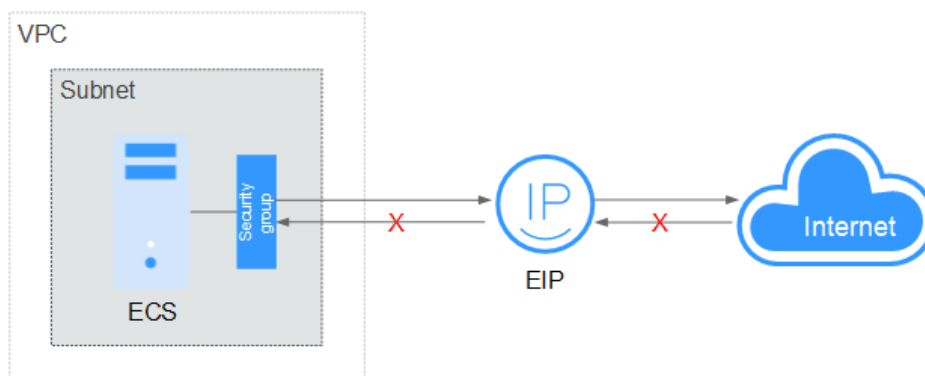 VPC
Subnet
Security
group
ECS
X
IP
EIP
X
Internet